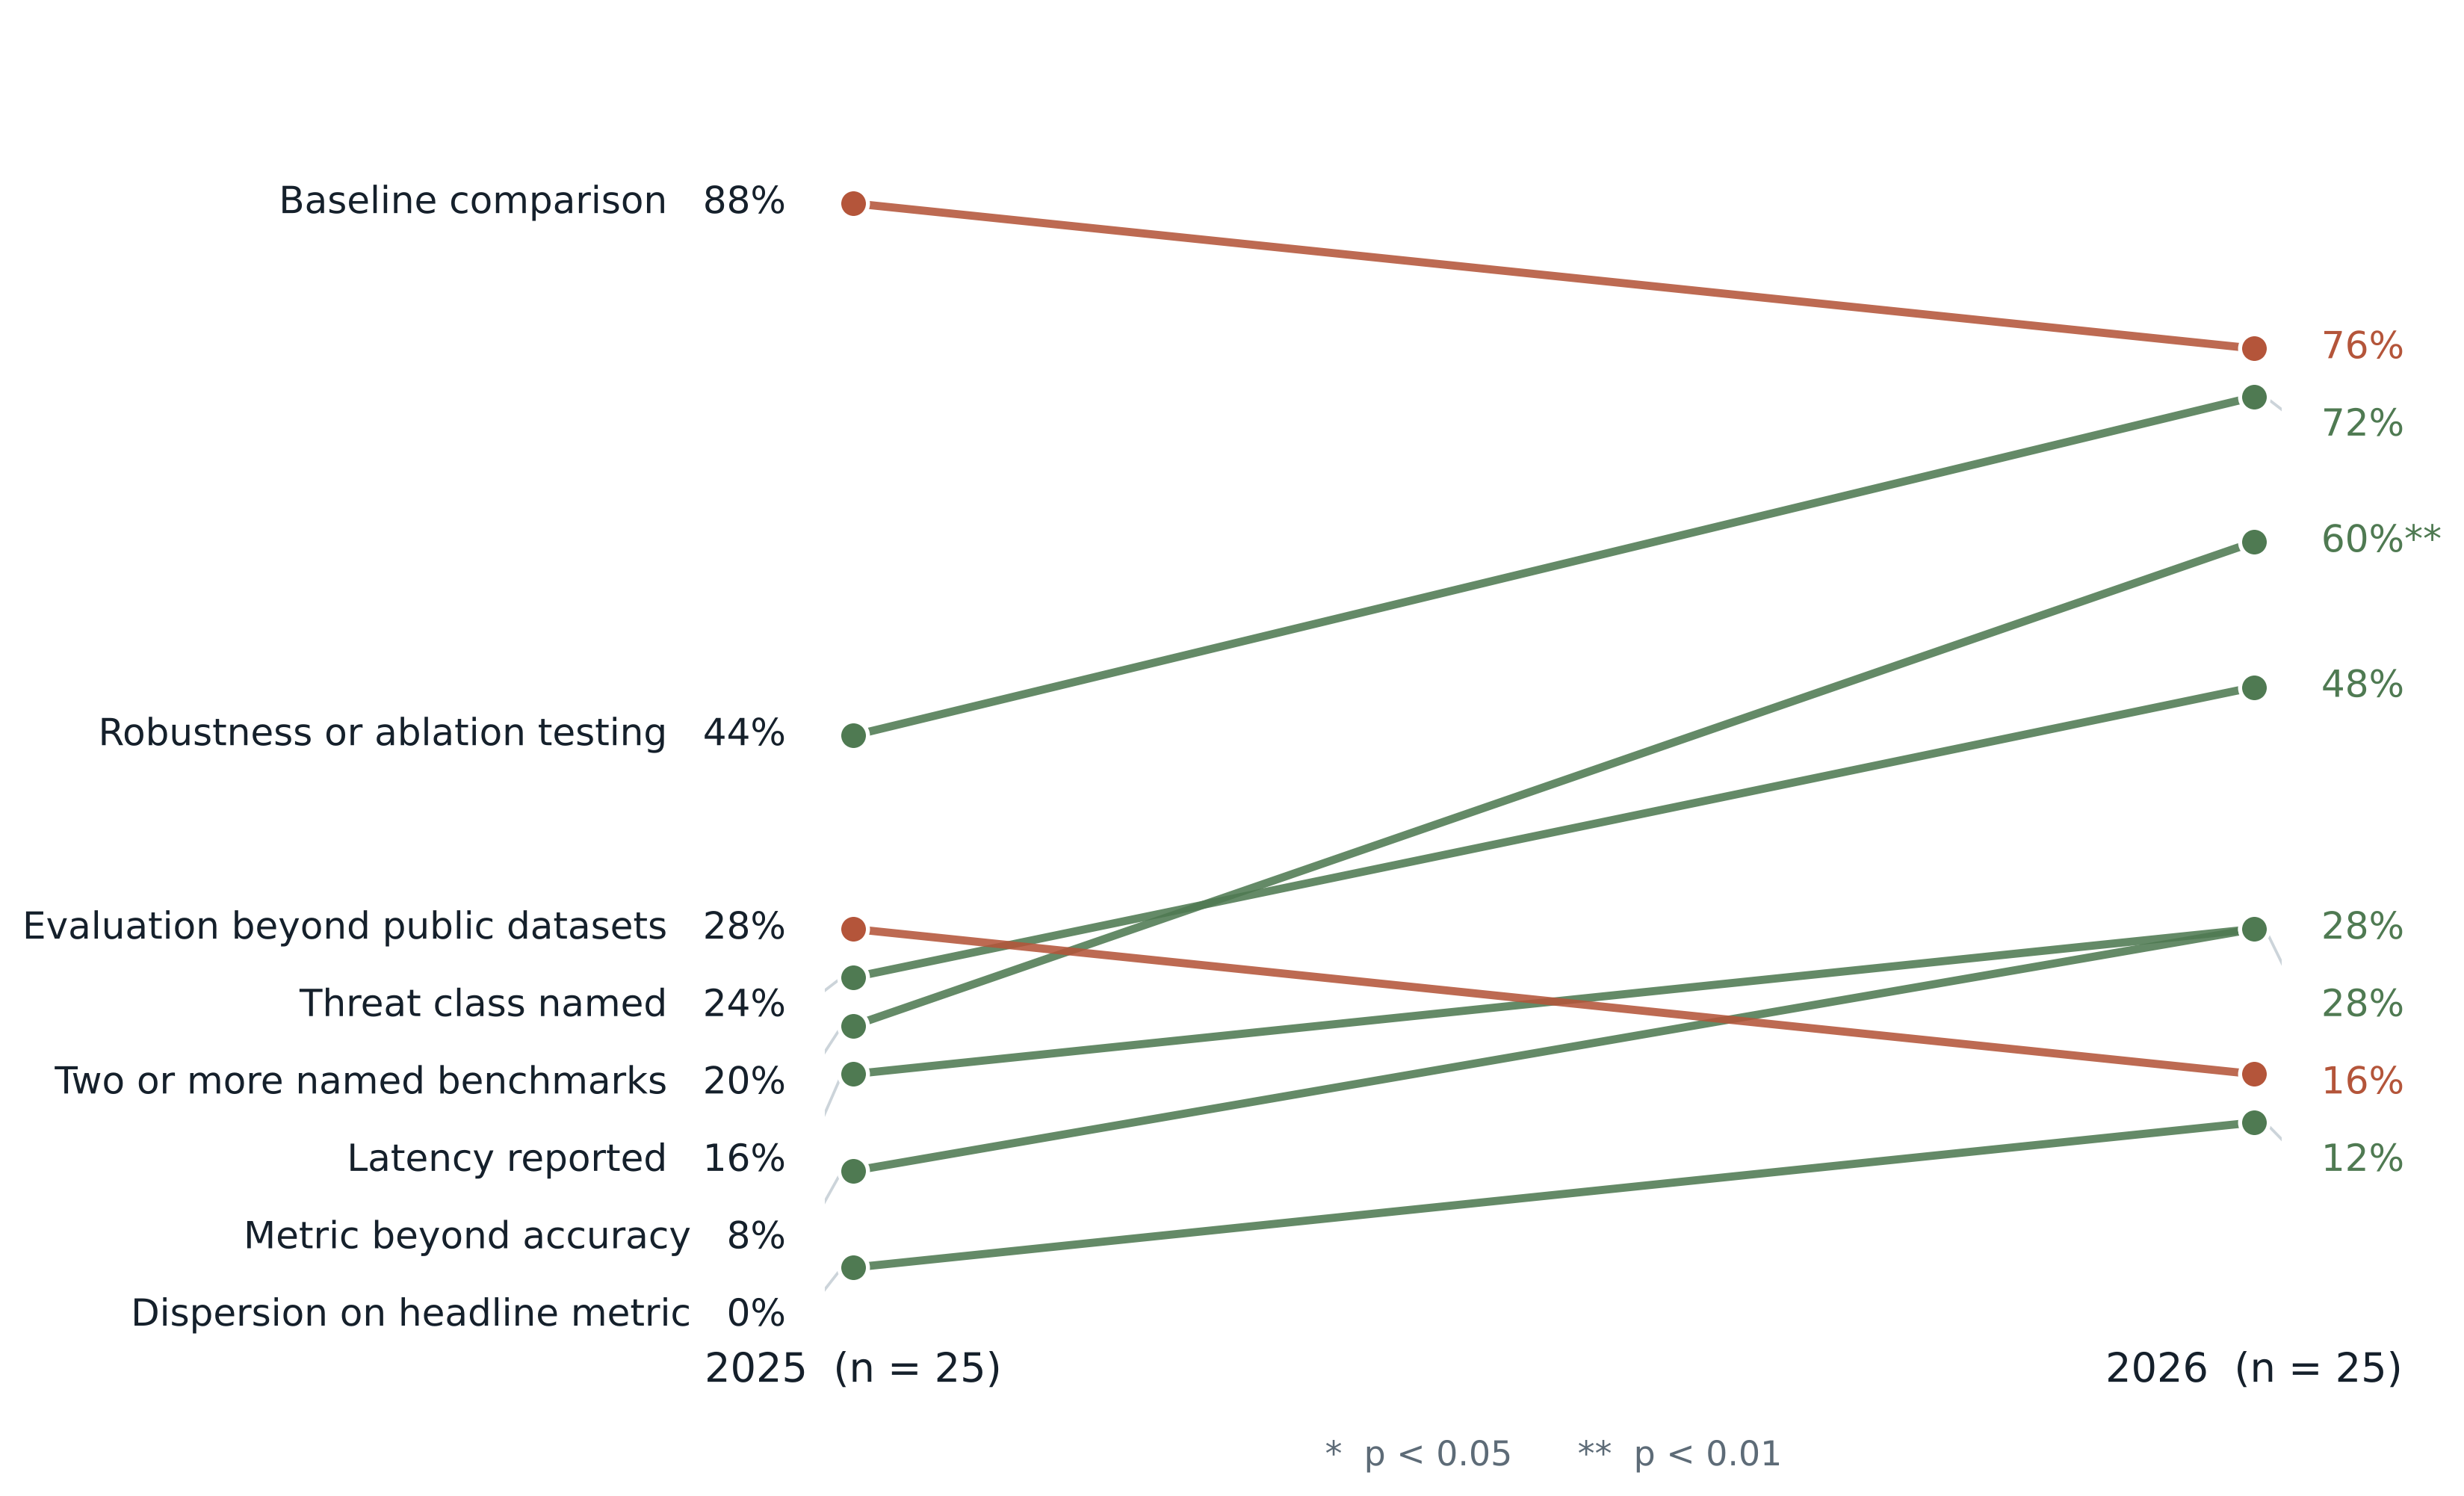 Baseline comparison 88%
76%
72%
60%**
48%
Robustness or ablation testing 44%
Evaluation beyond public datasets 28%
28%
Threat class named 24%
28%
Two or more named benchmarks 20%
16%
Latency reported 16%
12%
Metric beyond accuracy 8%
Dispersion on headline metric 0%
2025 (n = 25)
2026 (n = 25)
* p < 0.05 ** p < 0.01